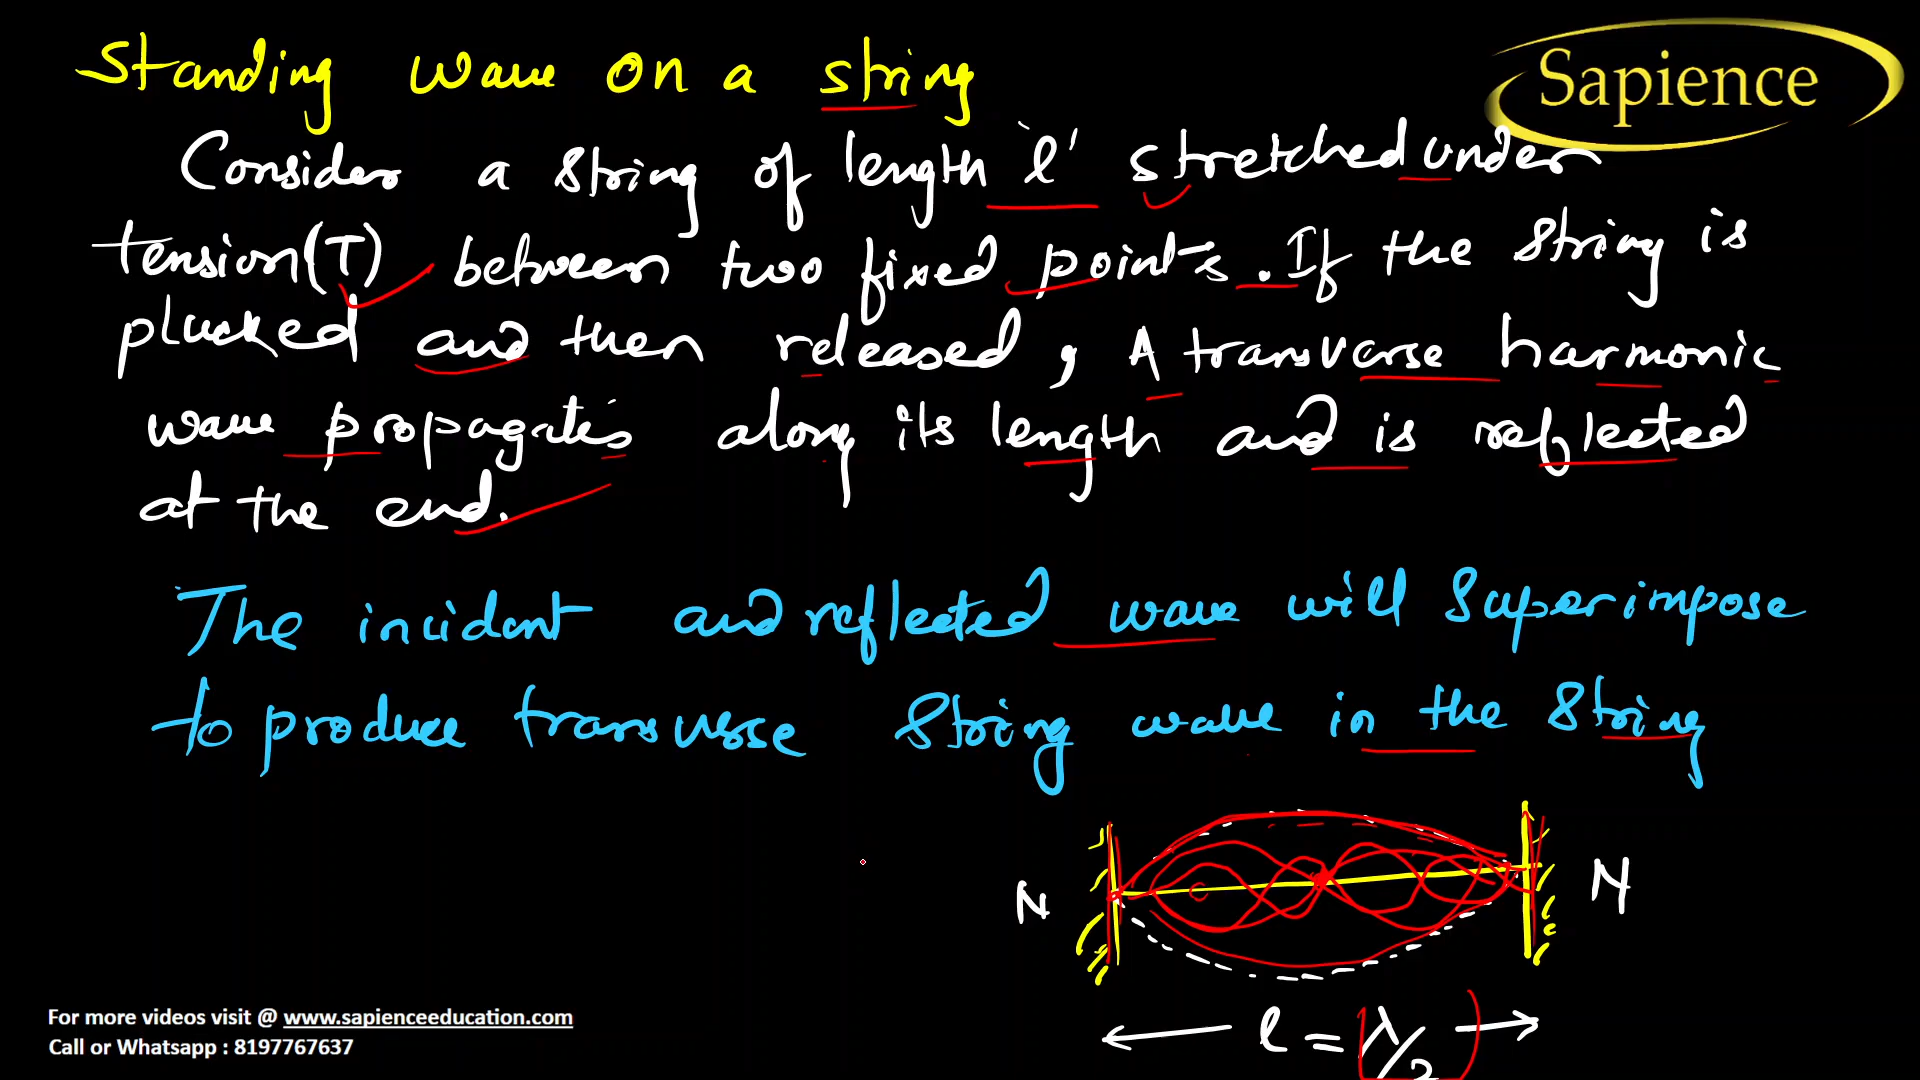 Standing wave on a string
Sapience
Consider a string of length 'l' stretched under
tension(T) between two fixed points. If the string is
plucked and then released, A transverse harmonic
wave propagates along its length and is reflected
at the end.
The incident and reflected wave will superimpose
to produce transverse string wave in the string
N N
l = λ/2
For more videos visit @ www.sapienceeducation.com
Call or Whatsapp : 8197767637